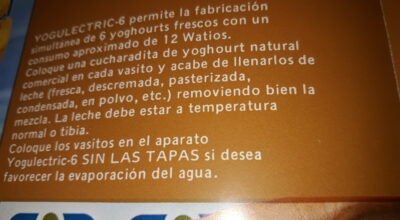 YOGULECTRIC-6 permite la fabricación
simultánea de 6 yoghourts frescos con un
consumo aproximado de 12 Watios.
Coloque una cucharadita de yoghourt natural
comercial en cada vasito y acabe de llenarlos de
leche (fresca, descremada, pasterizada,
condensada, en polvo, etc.) removiendo bien la
mezcla. La leche debe estar a temperatura
normal o tibia.
Coloque los vasitos en el aparato
Yogulectric-6 SIN LAS TAPAS si desea
favorecer la evaporación del agua.